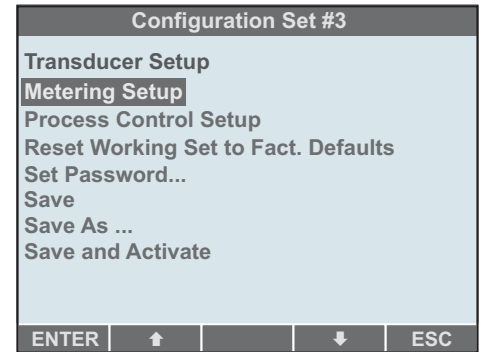 Configuration Set #3
Transducer Setup
Metering Setup
Process Control Setup
Reset Working Set to Fact. Defaults
Set Password...
Save
Save As ...
Save and Activate
ENTER ⬆ ⬇ ESC